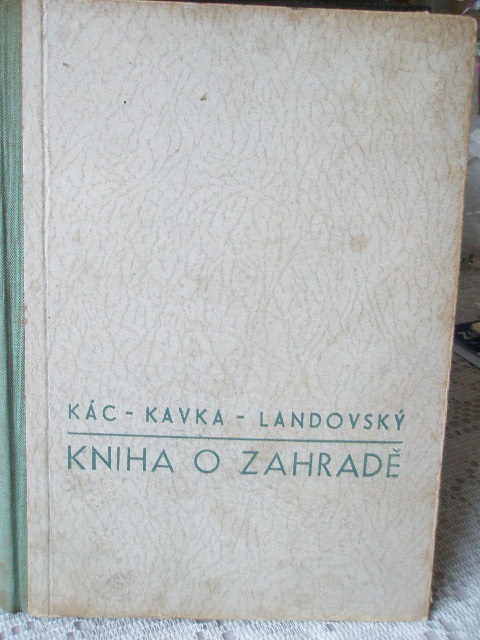 KÁC - KAVKA - LANDOVSKÝ
KNIHA O ZAHRADĚ